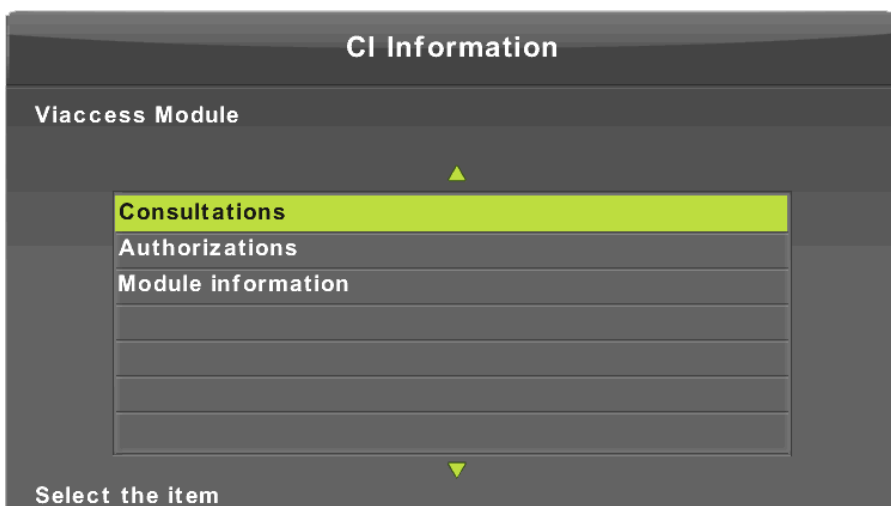 CI Information
Viaccess Module
Consultations
Authorizations
Module information
Select the item